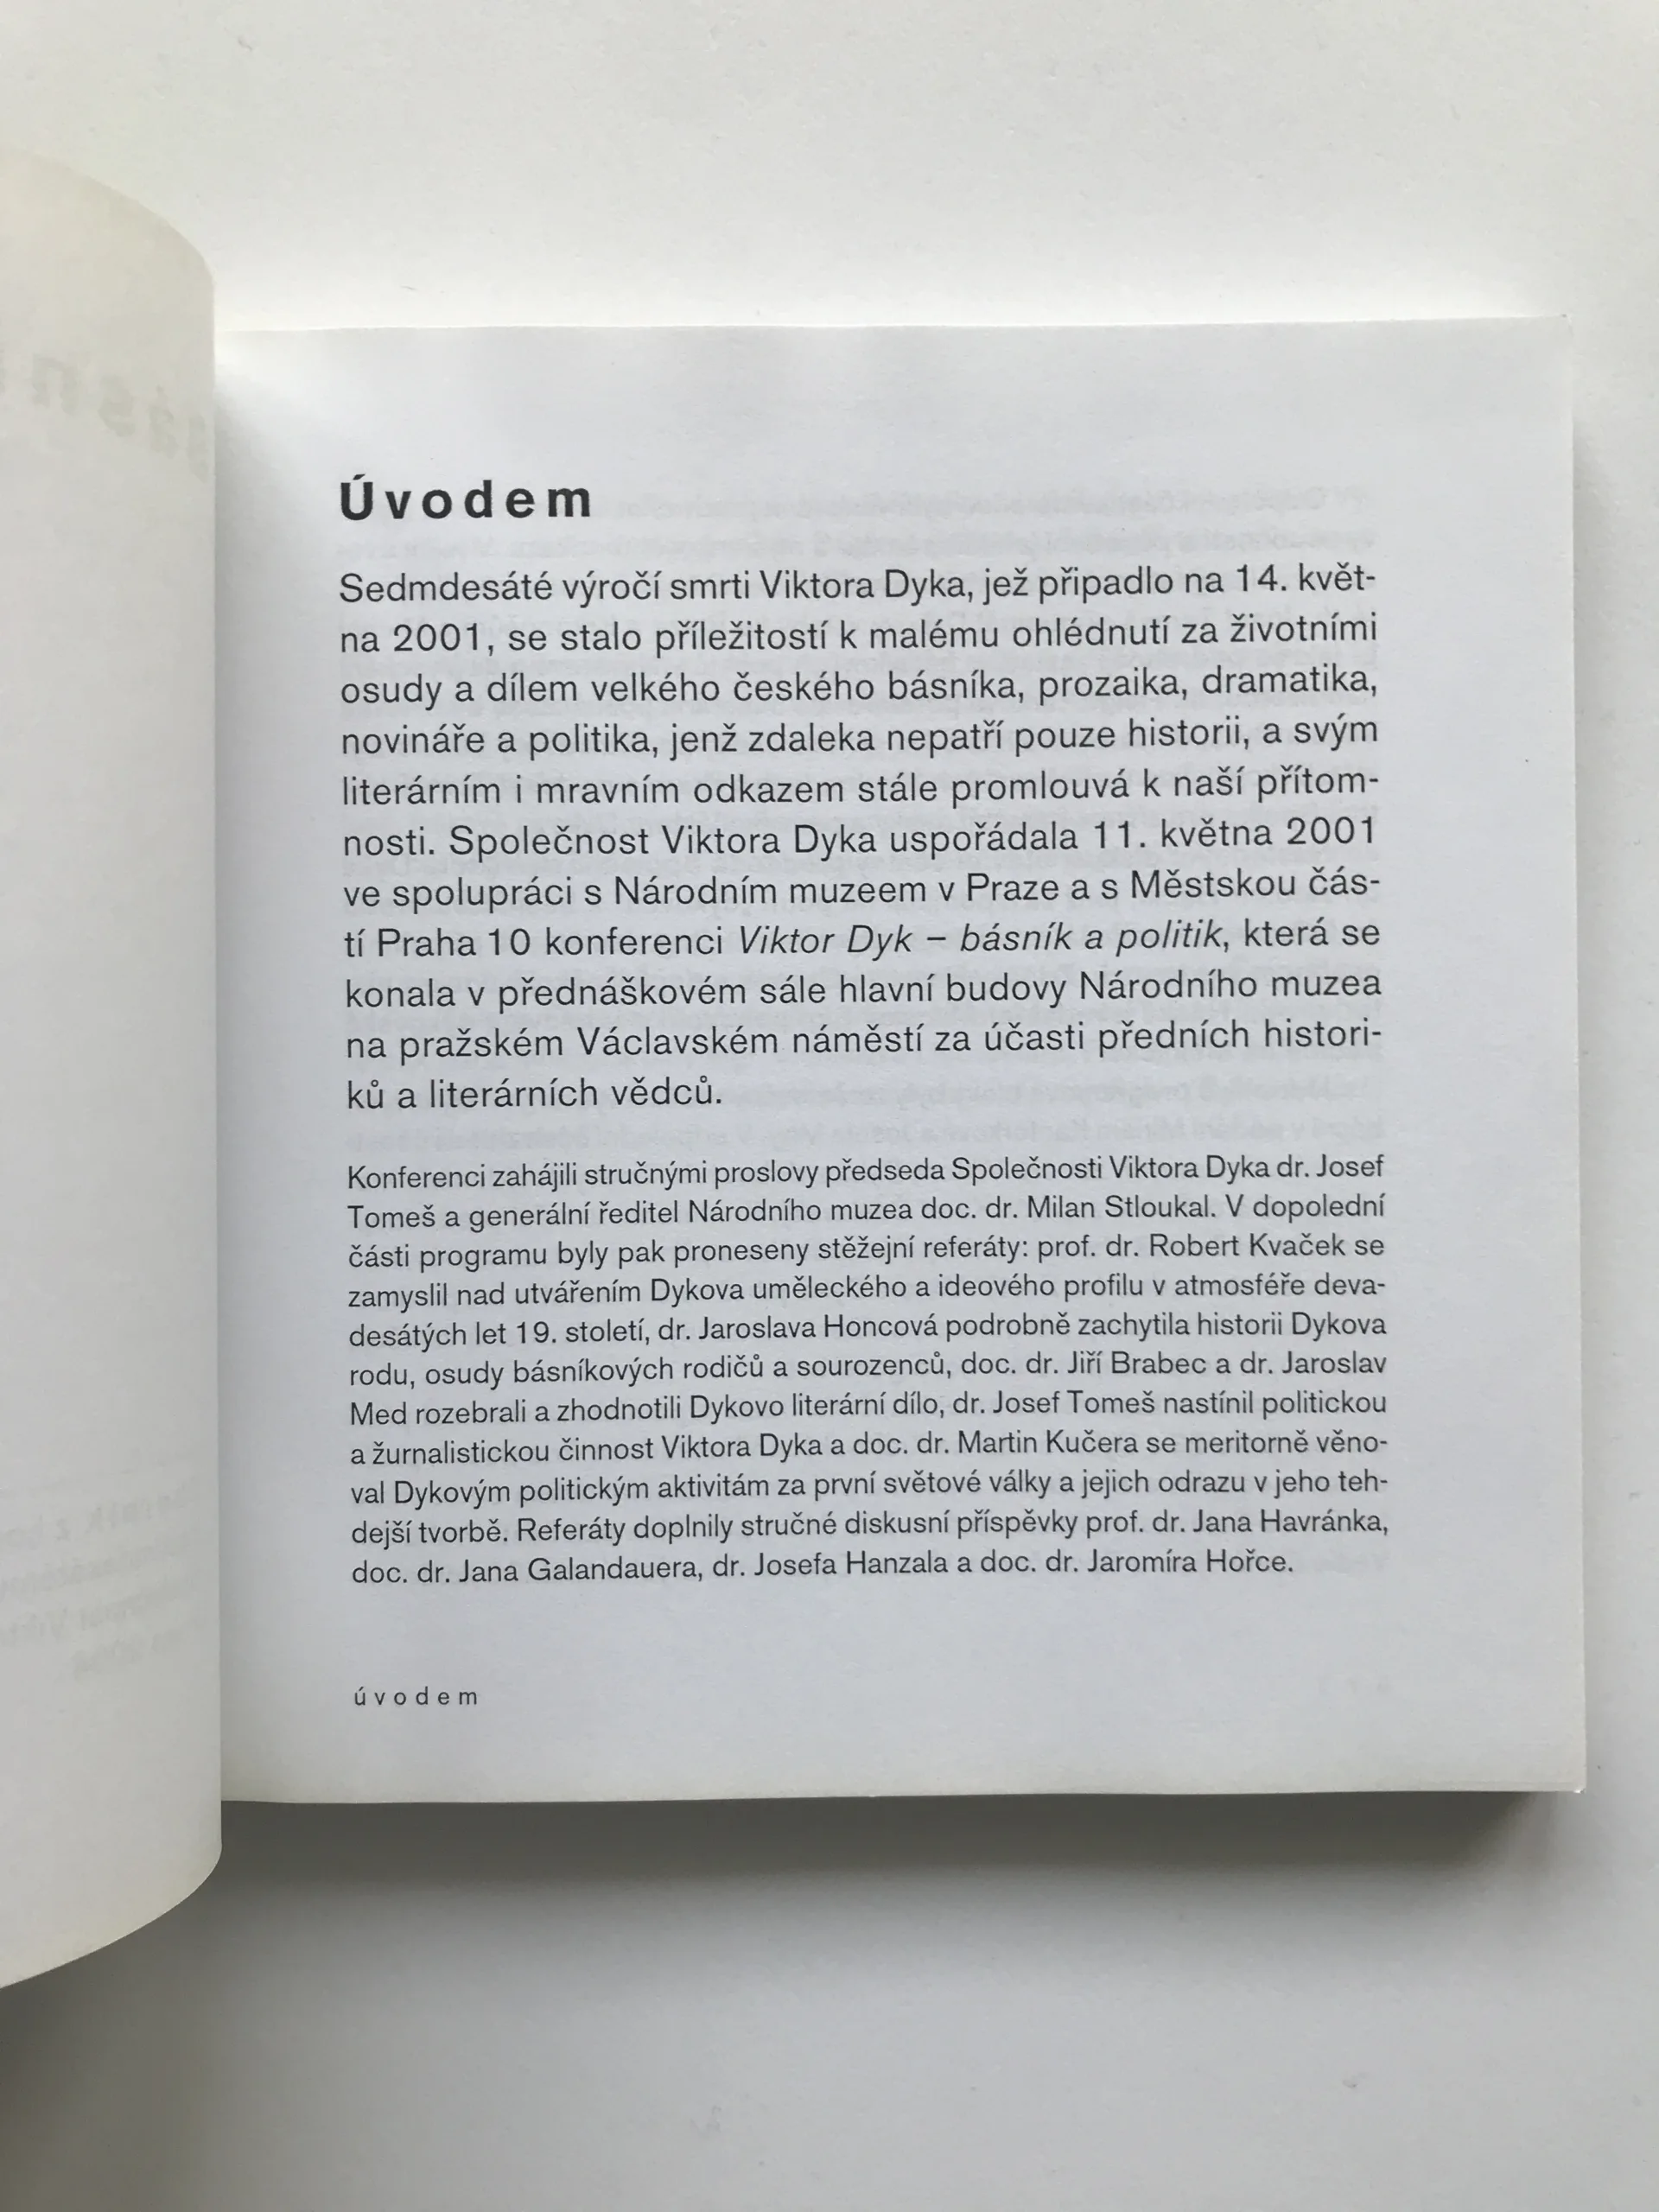 Úvodem
Sedmdesáté výročí smrti Viktora Dyka, jež připadlo na 14. květ-
na 2001, se stalo příležitostí k malému ohlédnutí za životními
osudy a dílem velkého českého básníka, prozaika, dramatika,
novináře a politika, jenž zdaleka nepatří pouze historii, a svým
literárním i mravním odkazem stále promlouvá k naší přítom-
nosti. Společnost Viktora Dyka uspořádala 11. května 2001
ve spolupráci s Národním muzeem v Praze a s Městskou čás-
tí Praha 10 konferenci Viktor Dyk – básník a politik, která se
konala v přednáškovém sále hlavní budovy Národního muzea
na pražském Václavském náměstí za účasti předních histori-
ků a literárních vědců.
Konferenci zahájili stručnými proslovy předseda Společnosti Viktora Dyka dr. Josef
Tomeš a generální ředitel Národního muzea doc. dr. Milan Stloukal. V dopolední
části programu byly pak proneseny stěžejní referáty: prof. dr. Robert Kvaček se
zamyslil nad utvářením Dykova uměleckého a ideového profilu v atmosféře deva-
desátých let 19. století, dr. Jaroslava Honcová podrobně zachytila historii Dykova
rodu, osudy básníkových rodičů a sourozenců, doc. dr. Jiří Brabec a dr. Jaroslav
Med rozebrali a zhodnotili Dykovo literární dílo, dr. Josef Tomeš nastínil politickou
a žurnalistickou činnost Viktora Dyka a doc. dr. Martin Kučera se meritorně věno-
val Dykovým politickým aktivitám za první světové války a jejich odrazu v jeho teh-
dejší tvorbě. Referáty doplnily stručné diskusní příspěvky prof. dr. Jana Havránka,
doc. dr. Jana Galandauera, dr. Josefa Hanzala a doc. dr. Jaromíra Hořce.
úvodem